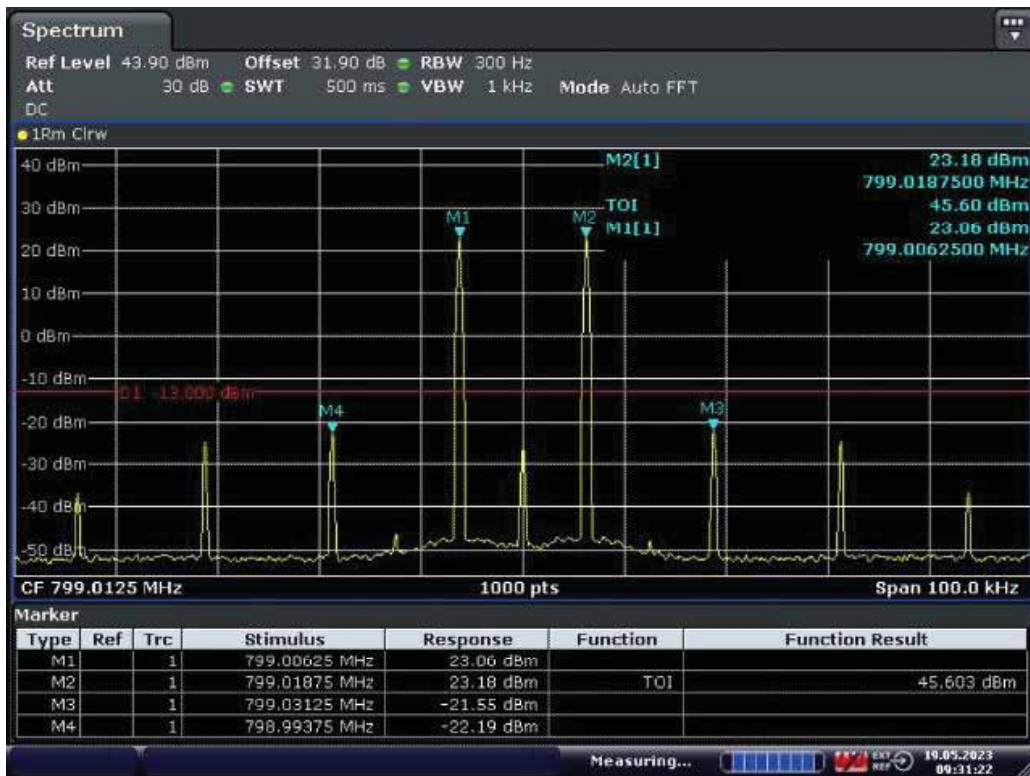 Spectrum
Ref Level 43.90 dBm Offset 31.90 dB RBW 300 Hz
Att 30 dB SWT 500 ms VBW 1 kHz Mode Auto FFT
DC
1Rm Clrw
40 dBm
M2[1] 23.18 dBm
799.0187500 MHz
30 dBm
TOI 45.60 dBm
M1 M2
M1[1] 23.06 dBm
20 dBm
799.0062500 MHz
10 dBm
0 dBm
-10 dBm
D1 -13.000 dBm
M4 M3
-20 dBm
-30 dBm
-40 dBm
-50 dBm
CF 799.0125 MHz 1000 pts Span 100.0 kHz
Marker
Type Ref Trc Stimulus Response Function Function Result
M1 1 799.00625 MHz 23.06 dBm
M2 1 799.01875 MHz 23.18 dBm TOI 45.603 dBm
M3 1 799.03125 MHz -21.55 dBm
M4 1 798.99375 MHz -22.19 dBm
Measuring... EXT REF 19.05.2023
09:31:22